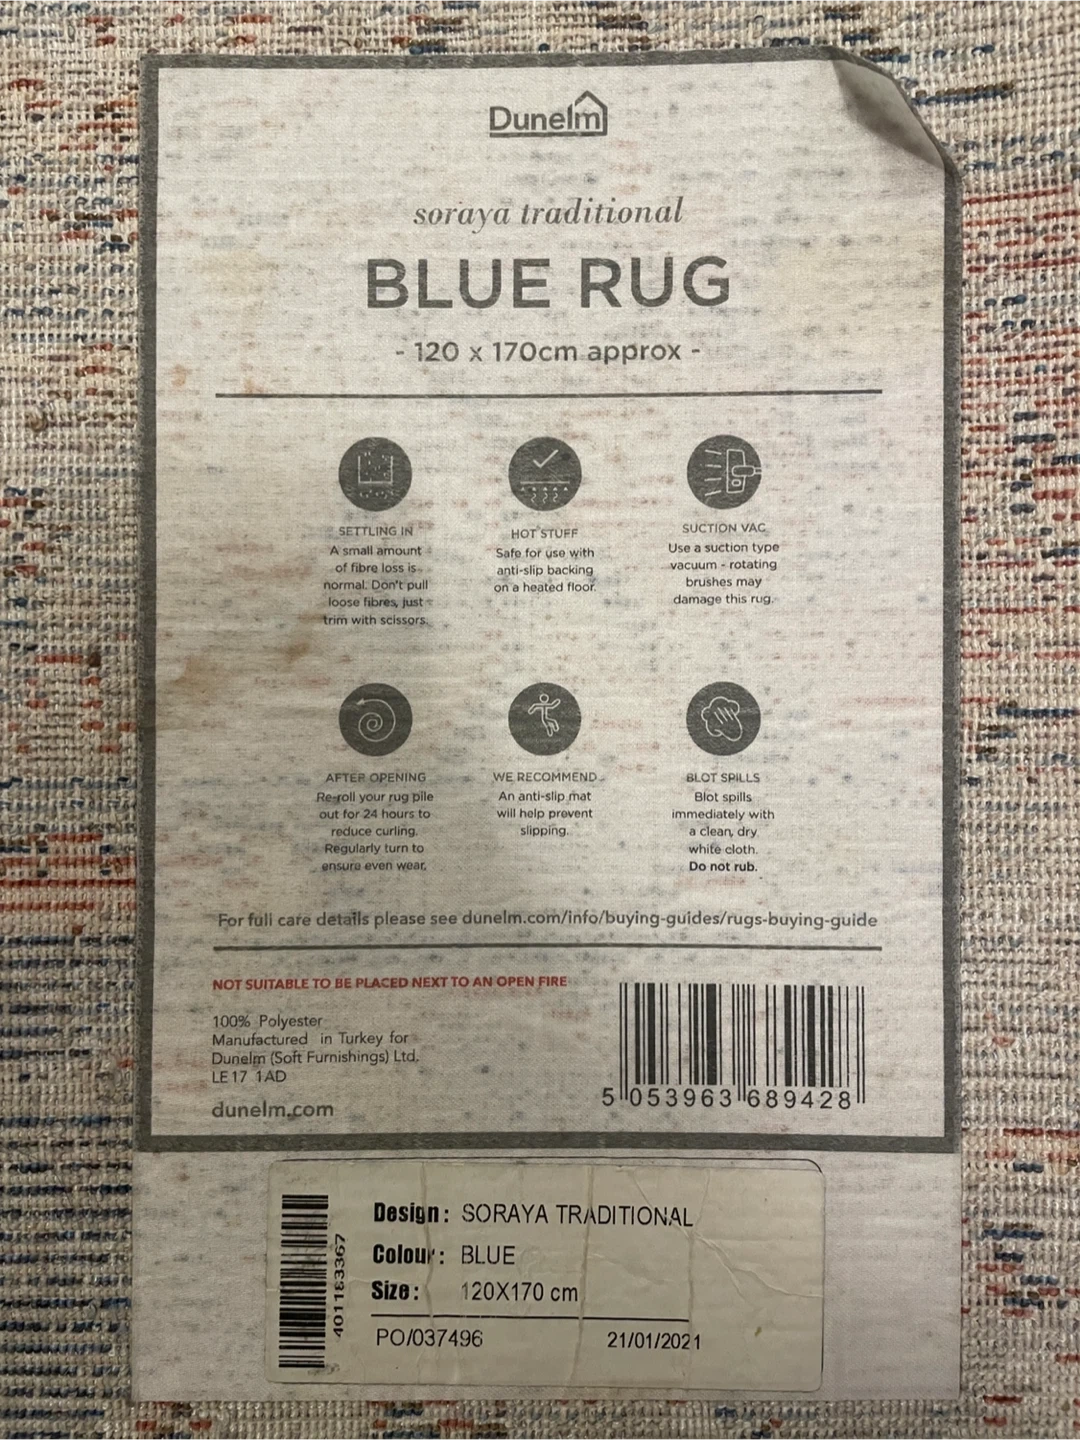 Dunelm
soraya traditional
BLUE RUG
- 120 x 170cm approx -
SETTLING IN
A small amount
of fibre loss is
normal. Don't pull
loose fibres, just
trim with scissors.
HOT STUFF
Safe for use with
anti-slip backing
on a heated floor.
SUCTION VAC
Use a suction type
vacuum - rotating
brushes may
damage this rug.
AFTER OPENING
Re-roll your rug pile
out for 24 hours to
reduce curling.
Regularly turn to
ensure even wear.
WE RECOMMEND
An anti-slip mat
will help prevent
slipping.
BLOT SPILLS
Blot spills
immediately with
a clean, dry
white cloth.
Do not rub.
For full care details please see dunelm.com/info/buying-guides/rugs-buying-guide
NOT SUITABLE TO BE PLACED NEXT TO AN OPEN FIRE
100% Polyester
Manufactured in Turkey for
Dunelm (Soft Furnishings) Ltd.
LE17 1AD
dunelm.com
5 053963 689428
Design: SORAYA TRADITIONAL
Colour: BLUE
Size: 120X170 cm
PO/037496 21/01/2021
401183367